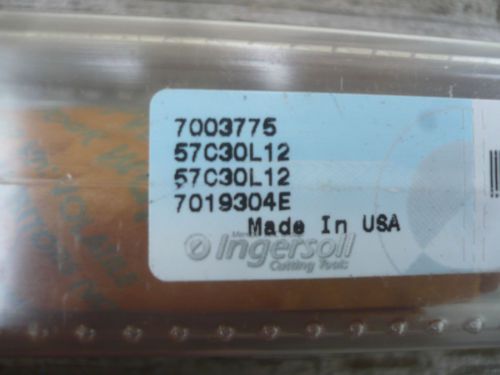 7003775
57C30L12
57C30L12
7019304E
Made In USA
Ingersoll
Cutting Tools